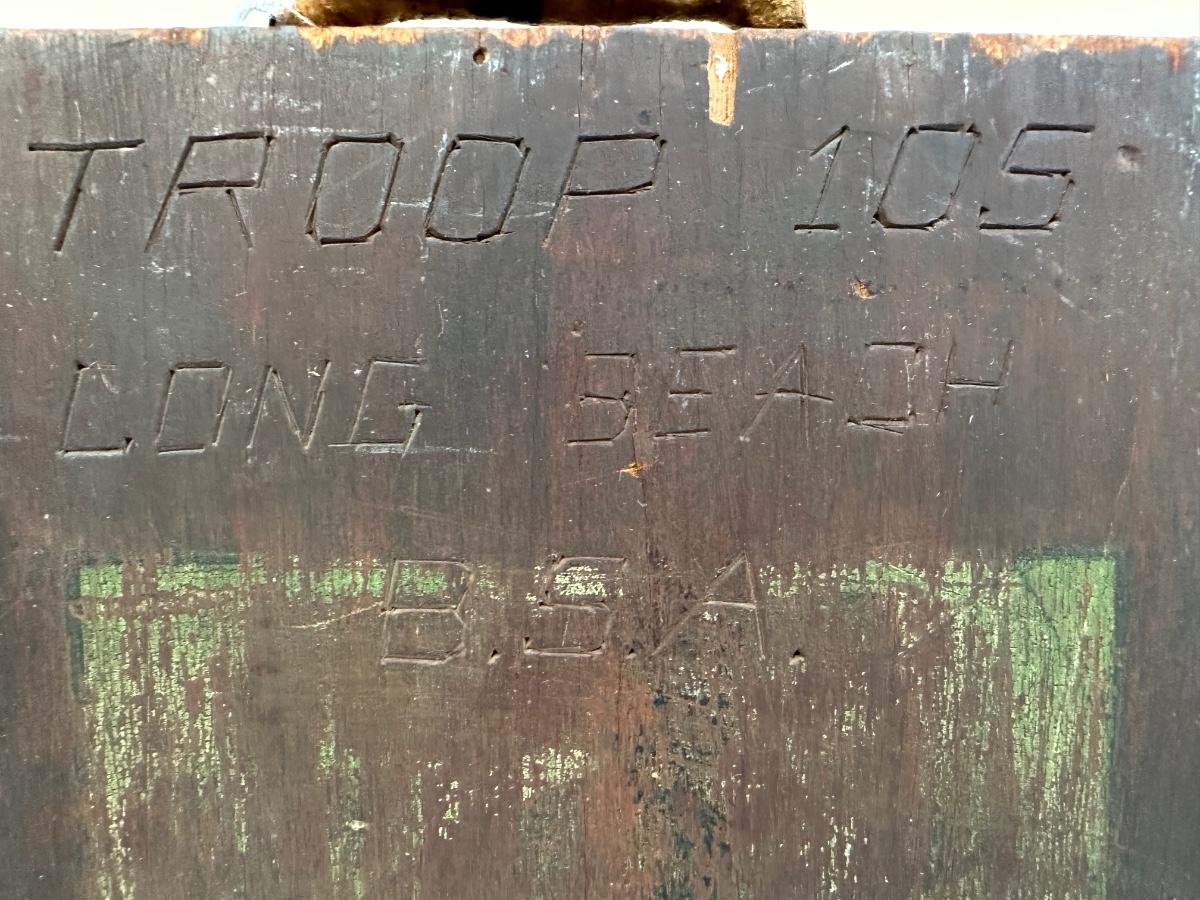 TROOP 105
LONG BEACH
B.S.A.